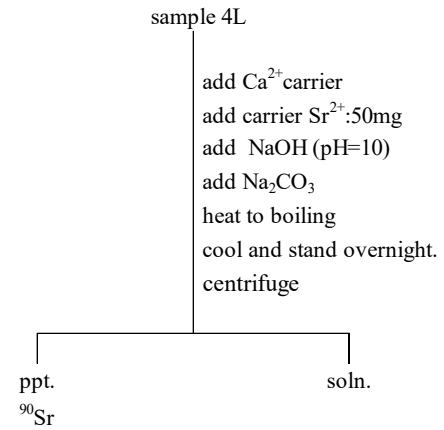 sample 4L
add Ca²⁺carrier
add carrier Sr²⁺:50mg
add NaOH (pH=10)
add Na₂CO₃
heat to boiling
cool and stand overnight.
centrifuge
ppt. soln.
⁹⁰Sr